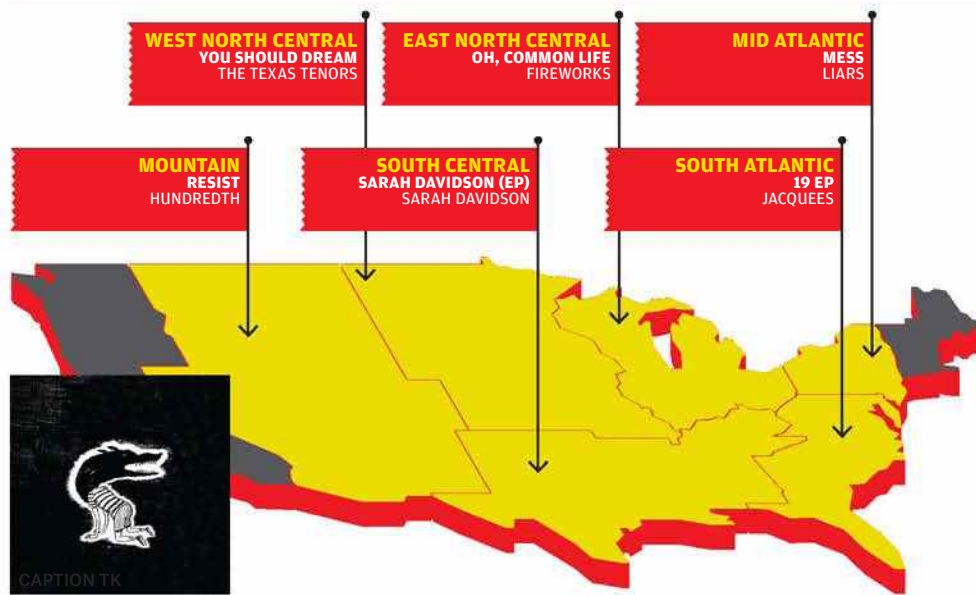 WEST NORTH CENTRAL
YOU SHOULD DREAM
THE TEXAS TENORS
EAST NORTH CENTRAL
OH, COMMON LIFE
FIREWORKS
MID ATLANTIC
MESS
LIARS
MOUNTAIN
RESIST
HUNDREDTH
SOUTH CENTRAL
SARAH DAVIDSON (EP)
SARAH DAVIDSON
SOUTH ATLANTIC
19 EP
JACQUEES
CAPTION TK